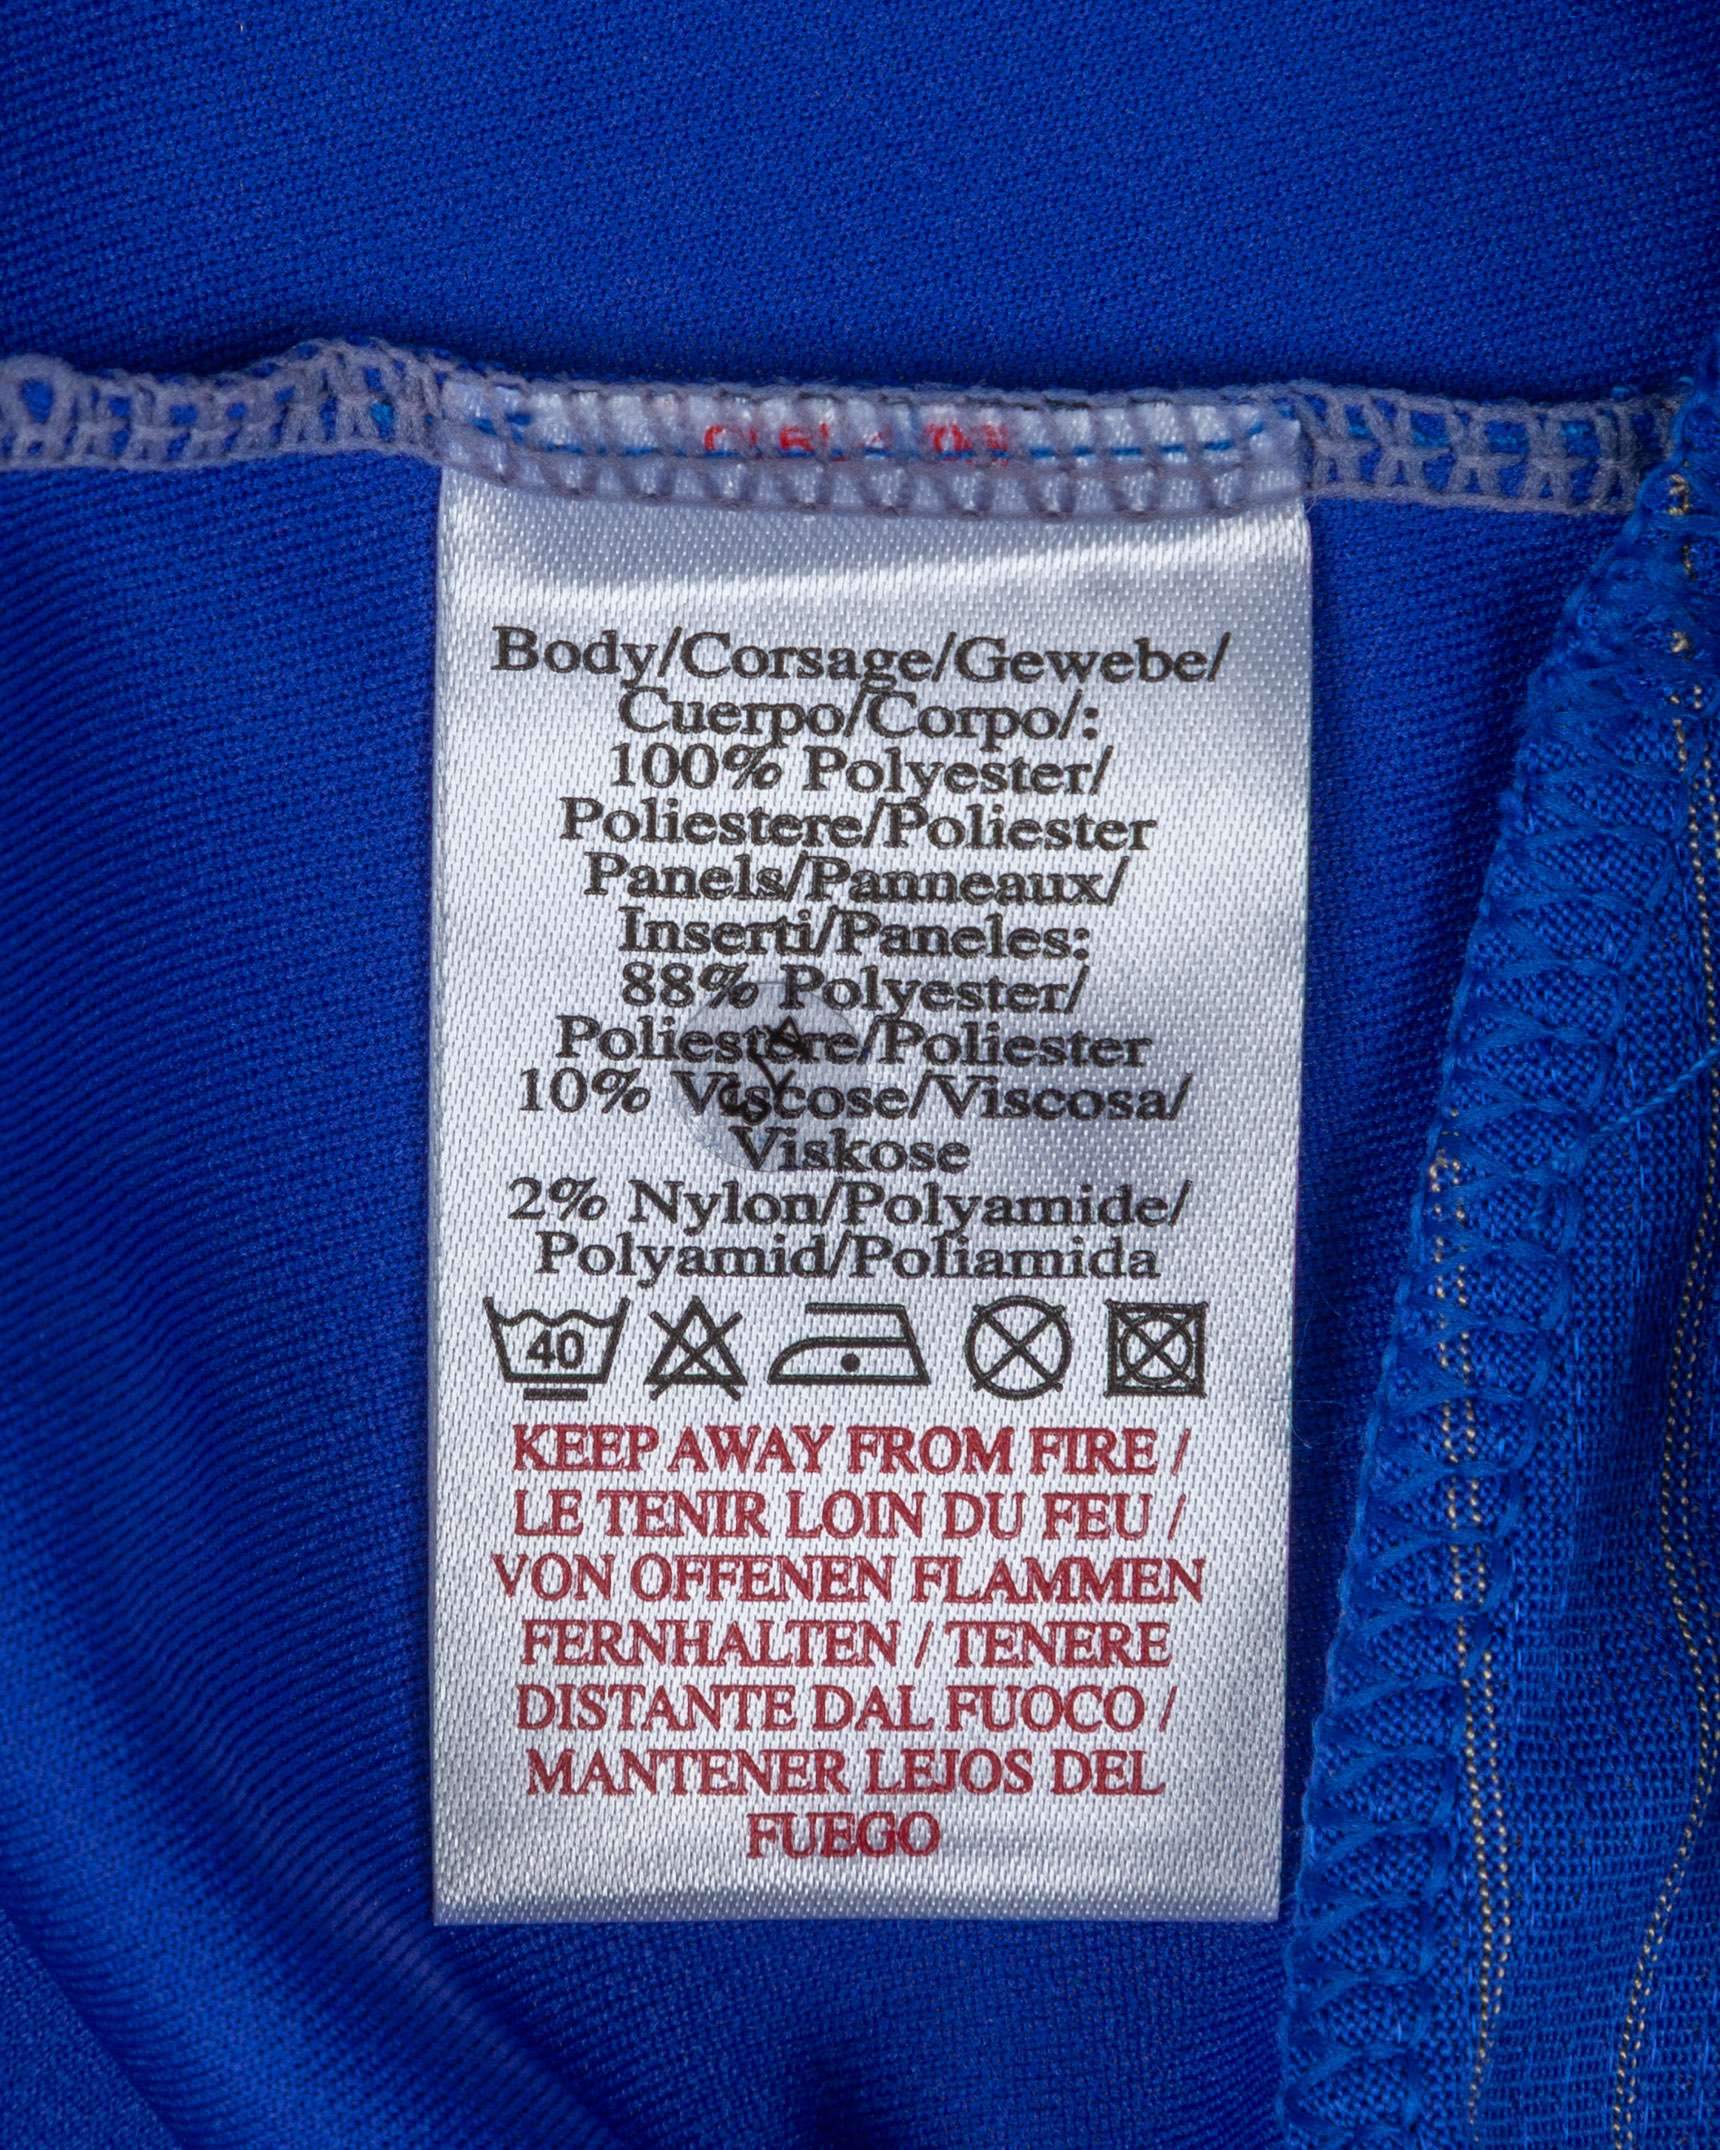 Body/Corsage/Gewebe/
Cuerpo/Corpo/:
100% Polyester/
Poliestere/Poliester
Panels/Panneaux/
Inserti/Paneles:
88% Polyester/
Poliestere/Poliester
10% Viscose/Viscosa/
Viskose
2% Nylon/Polyamide/
Polyamid/Poliamida
40
KEEP AWAY FROM FIRE /
LE TENIR LOIN DU FEU /
VON OFFENEN FLAMMEN
FERNHALTEN / TENERE
DISTANTE DAL FUOCO /
MANTENER LEJOS DEL
FUEGO